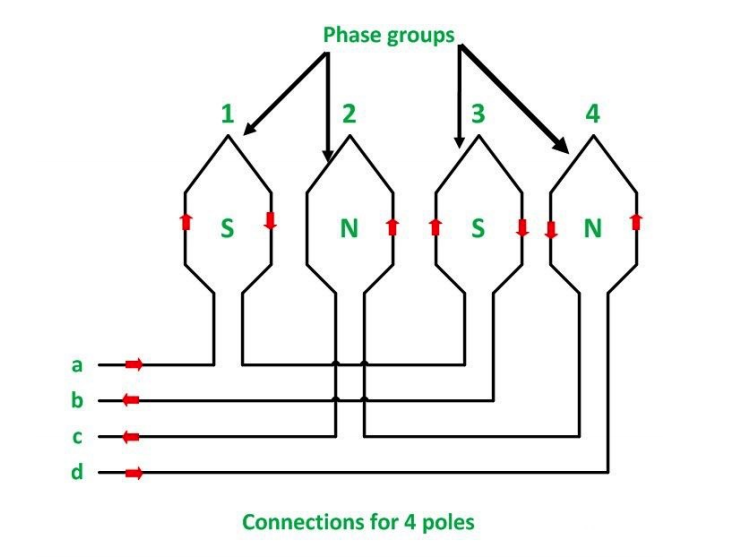 Phase groups
1 2 3 4
S N S N
a
b
c
d
Connections for 4 poles